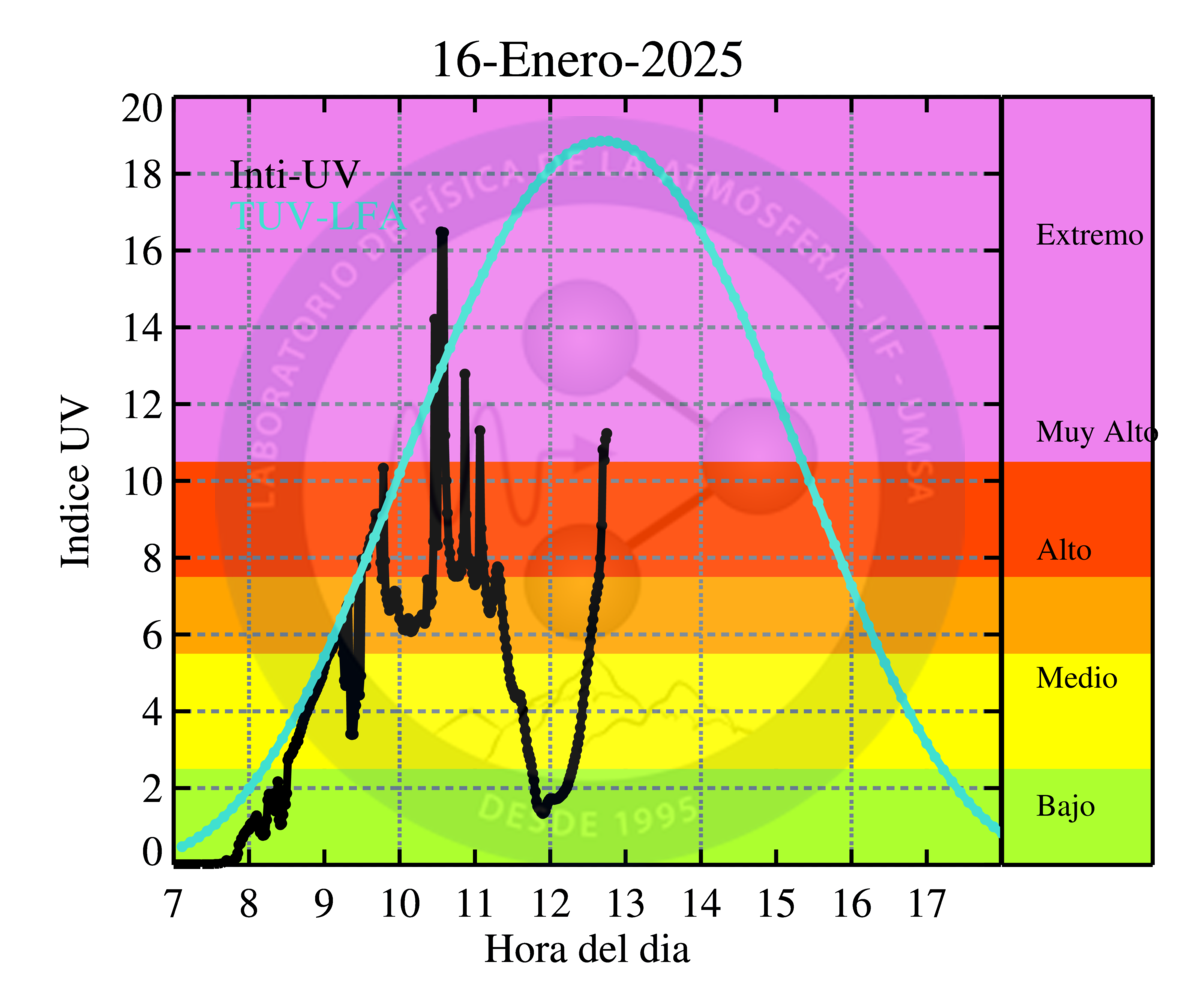 16-Enero-2025
Indice UV
20
18
16
14
12
10
8
6
4
2
0
Inti-UV
TUV-LFA
LABORATORIO DE FÍSICA DE LA ATMÓSFERA - IIF - UMSA
DESDE 1995
Extremo
Muy Alto
Alto
Medio
Bajo
7 8 9 10 11 12 13 14 15 16 17
Hora del dia